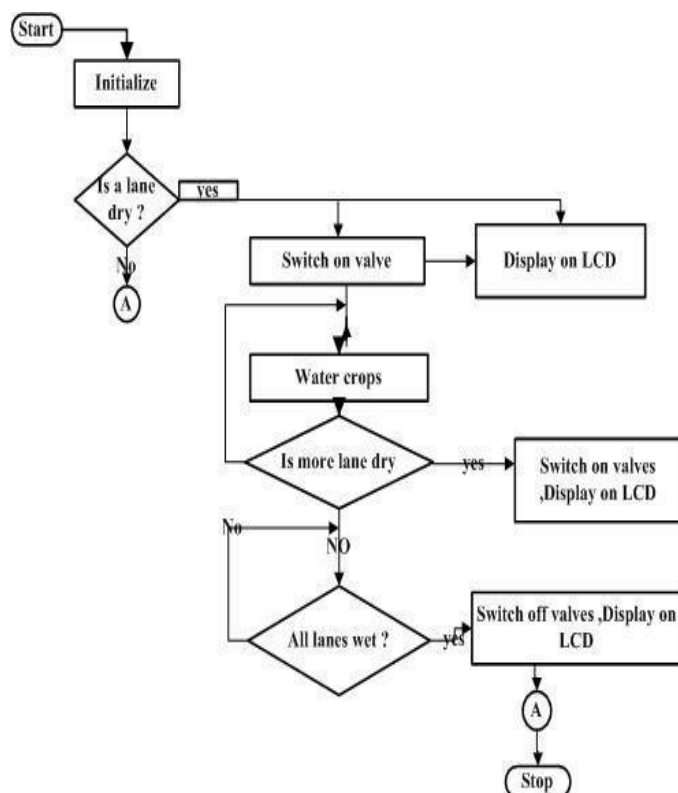 Start
Initialize
Is a lane
dry ?
yes
No
A
Switch on valve
Display on LCD
Water crops
Is more lane dry
yes
Switch on valves
,Display on LCD
No
NO
All lanes wet ?
yes
Switch off valves ,Display on
LCD
A
Stop